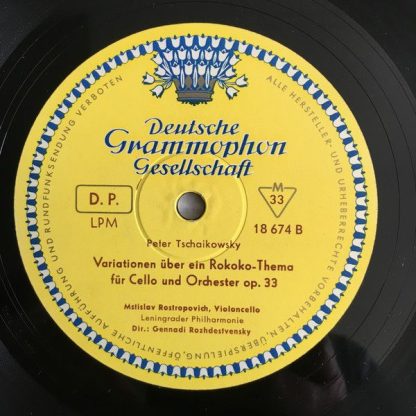 ALLE HERSTELLER- UND URHEBERRECHTE VORBEHALTEN. ÜBERSPIELUNG, ÖFFENTLICHE AUFFÜHRUNG UND RUNDFUNKSENDUNG VERBOTEN
Deutsche
Grammophon
Gesellschaft
D. P.
LPM
M
33
18 674 B
Peter Tschaikowsky
Variationen über ein Rokoko-Thema
für Cello und Orchester op. 33
Mstislav Rostropovich, Violoncello
Leningrader Philharmonie
Dir.: Gennadi Rozhdestvensky